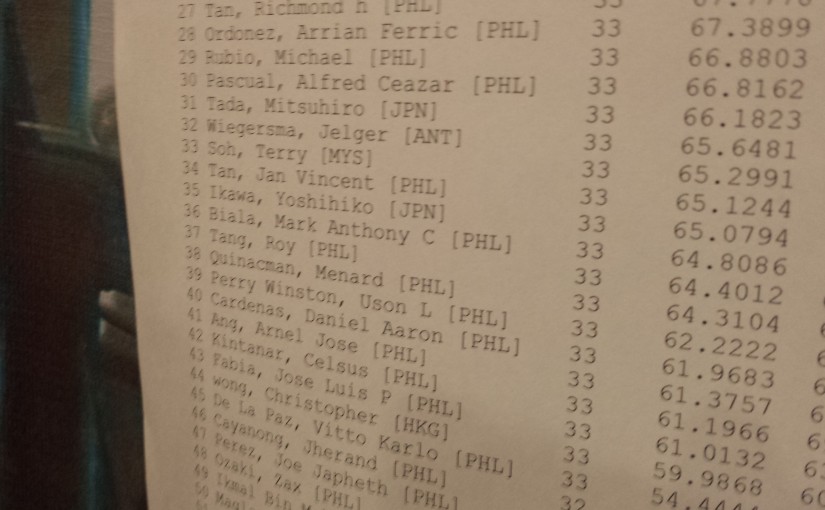 27 Tan, Richmond h [PHL] 33
28 Ordonez, Arrian Ferric [PHL] 33 67.3899
29 Rubio, Michael [PHL] 33 66.8803
30 Pascual, Alfred Ceazar [PHL] 33 66.8162
31 Tada, Mitsuhiro [JPN] 33 66.1823
32 Wiegersma, Jelger [ANT] 33 65.6481
33 Soh, Terry [MYS] 33 65.2991
34 Tan, Jan Vincent [PHL] 33 65.1244
35 Ikawa, Yoshihiko [JPN] 33 65.0794
36 Biala, Mark Anthony C [PHL] 33 64.8086
37 Tang, Roy [PHL] 33 64.4012
38 Quinacman, Menard [PHL] 33 64.3104
39 Perry Winston, Uson L [PHL] 33 62.2222
40 Cardenas, Daniel Aaron [PHL] 33 61.9683
41 Ang, Arnel Jose [PHL] 33 61.3757
42 Kintanar, Celsus [PHL] 33 61.1966
43 Fabia, Jose Luis P [PHL] 33 61.0132
44 wong, Christopher [HKG] 33 59.9868
45 De La Paz, Vitto Karlo [PHL] 33 54.4444
46 Cayanong, Jherand [PHL] 32
47 Perez, Joe Japheth [PHL]
48 Ozaki, Zax [PHL]
49 Ikmal Bin
50